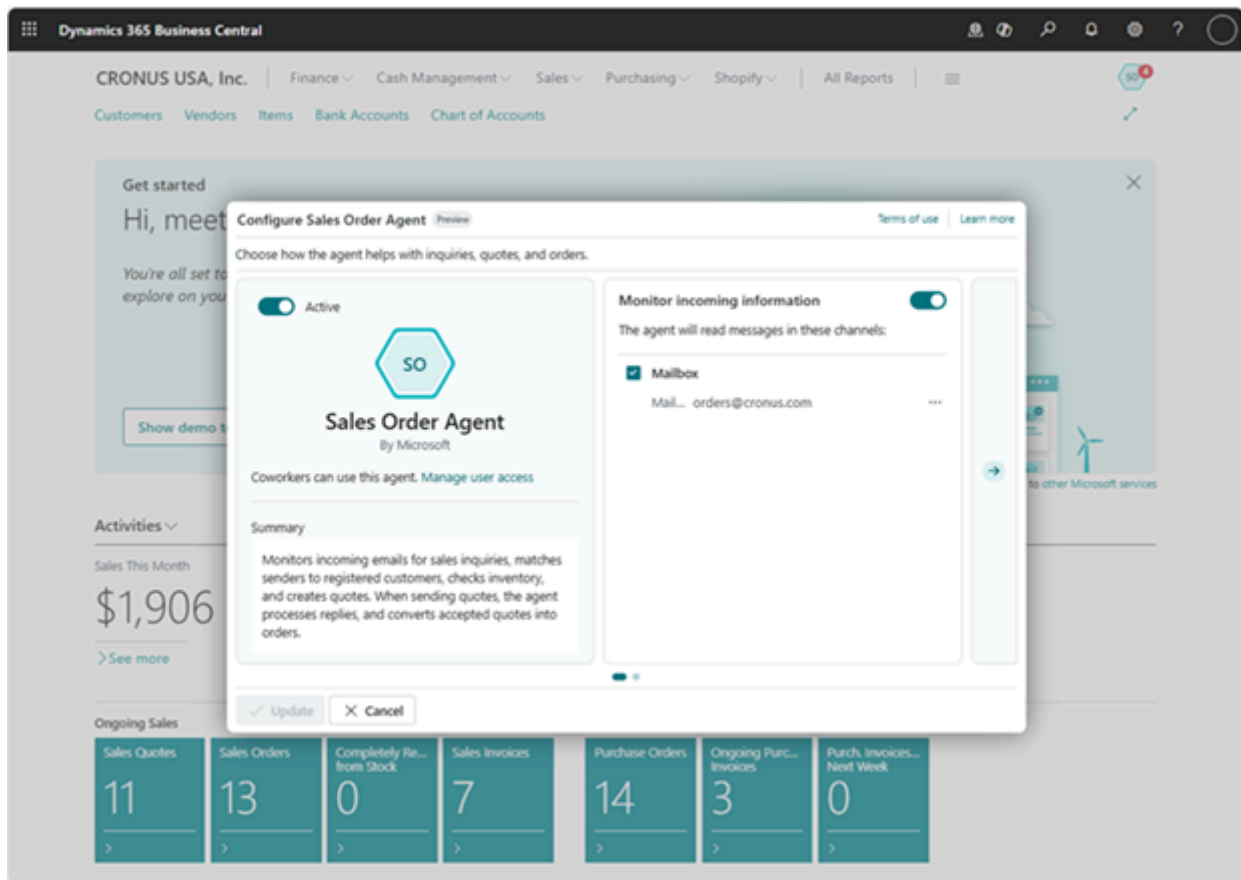 Dynamics 365 Business Central
?
CRONUS USA, Inc. Finance Cash Management Sales Purchasing Shopify All Reports
SO 4
Customers Vendors Items Bank Accounts Chart of Accounts
Get started
Hi, meet
You're all set to
explore on you
Show demo t
to other Microsoft services
Configure Sales Order Agent Preview Terms of use Learn more
Choose how the agent helps with inquiries, quotes, and orders.
Active
SO
Sales Order Agent
By Microsoft
Coworkers can use this agent. Manage user access
Summary
Monitors incoming emails for sales inquiries, matches
senders to registered customers, checks inventory,
and creates quotes. When sending quotes, the agent
processes replies, and converts accepted quotes into
orders.
Monitor incoming information
The agent will read messages in these channels:
Mailbox
Mail... orders@cronus.com ...
Update Cancel
Activities
Sales This Month
$1,906
See more
Ongoing Sales
Sales Quotes
11
Sales Orders
13
Completely Re...
from Stock
0
Sales Invoices
7
Purchase Orders
14
Ongoing Purc...
Invoices
3
Purch. Invoices...
Next Week
0